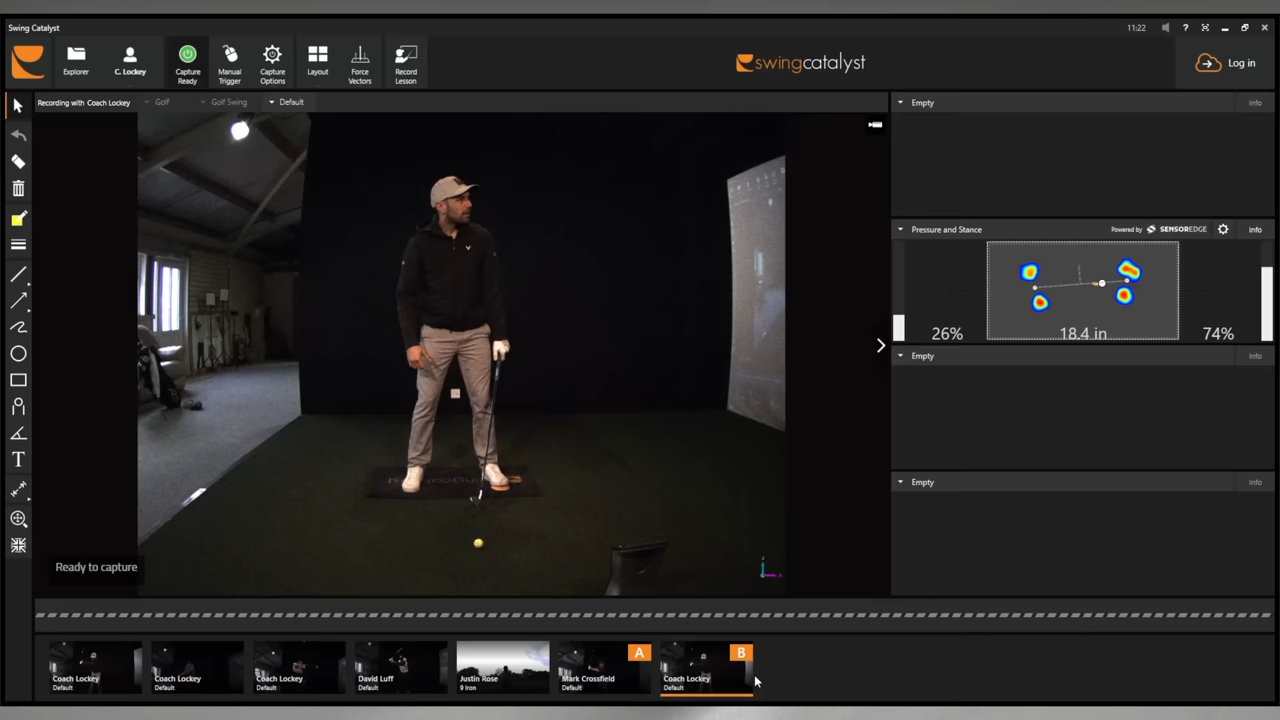 Swing Catalyst
11:22
?
Explorer
C. Lockey
Capture Ready
Manual Trigger
Capture Options
Layout
Force Vectors
Record Lesson
swingcatalyst
Log in
Recording with Coach Lockey
Golf
Golf Swing
Default
Empty
Info
Pressure and Stance
Powered by SENSOREDGE
Info
26%
18.4 in
74%
Empty
Info
Empty
Info
T
Ready to capture
Coach Lockey
Default
Coach Lockey
Default
Coach Lockey
Default
David Luff
Default
Justin Rose
9 Iron
A
Mark Crossfield
Default
B
Coach Lockey
Default